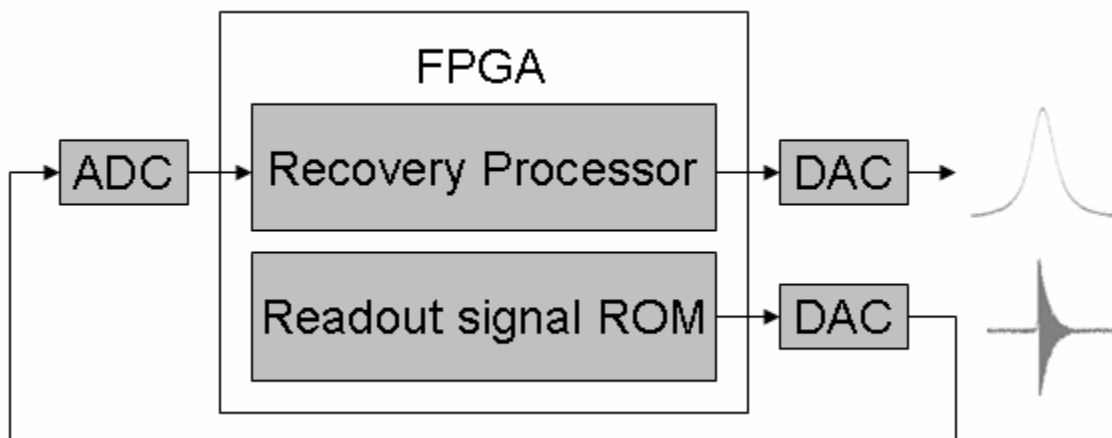 FPGA
ADC
Recovery Processor
DAC
Readout signal ROM
DAC